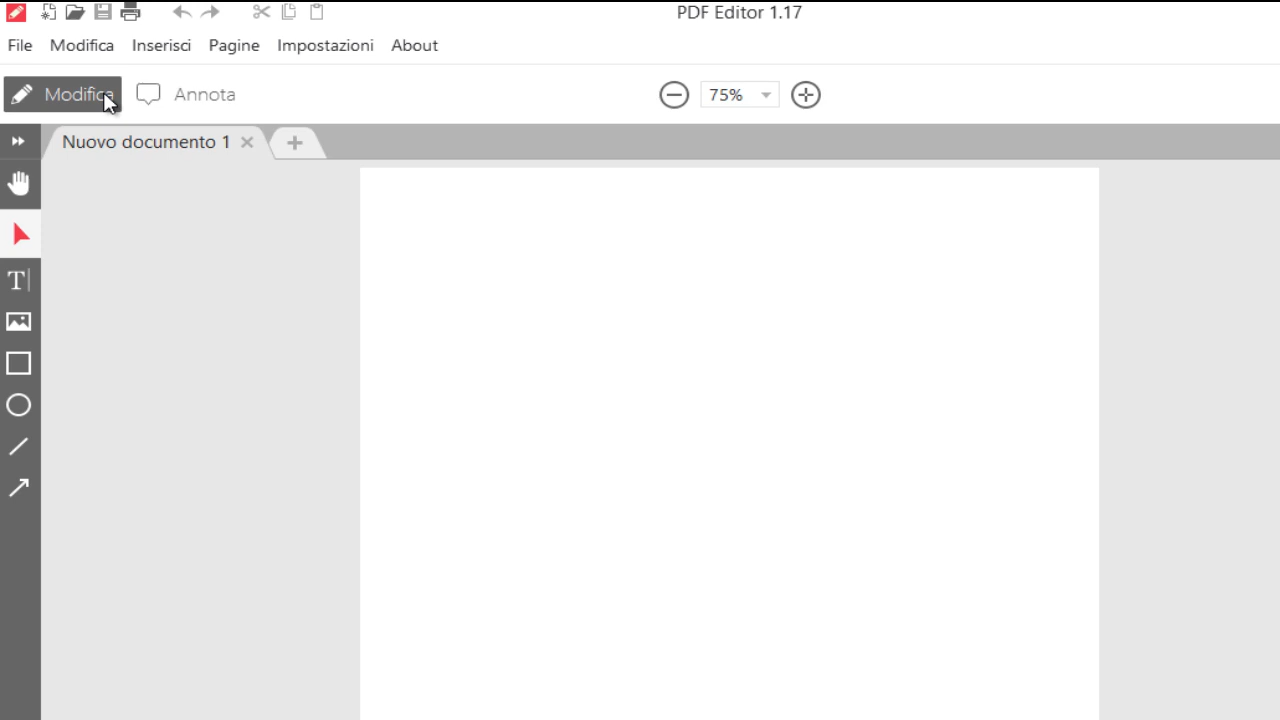 PDF Editor 1.17
File Modifica Inserisci Pagine Impostazioni About
Modifica Annota 75%
Nuovo documento 1
T